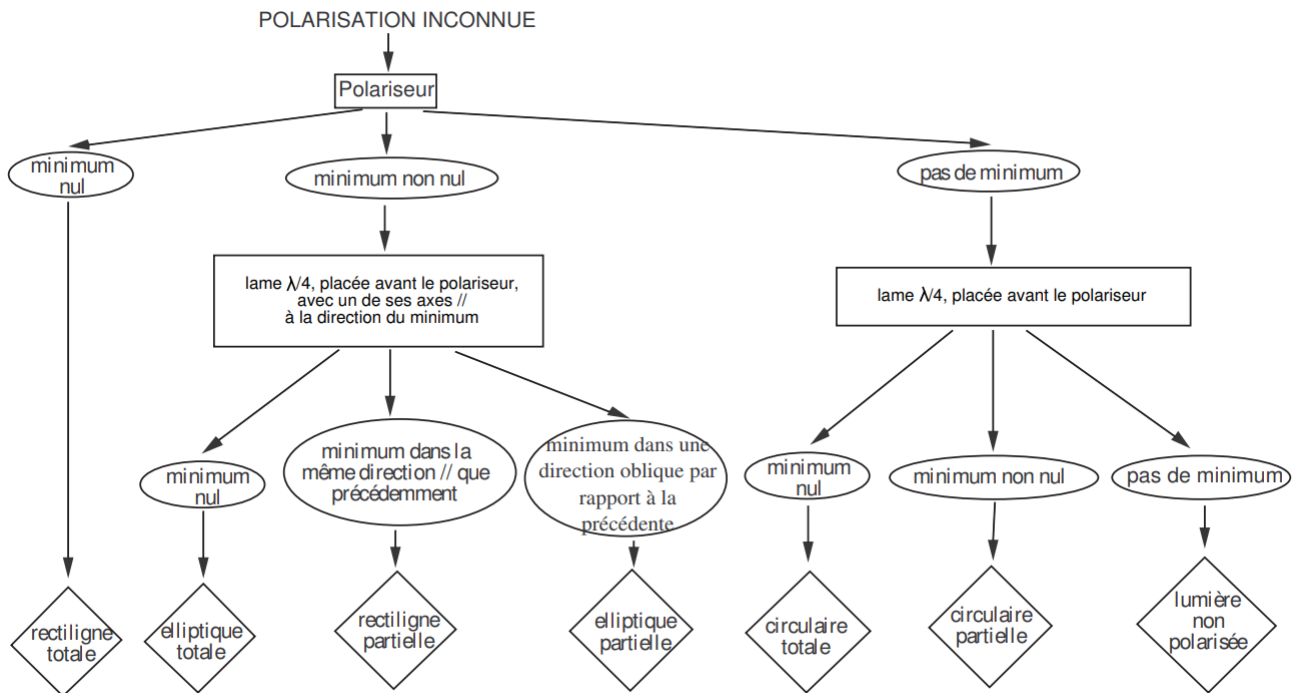 POLARISATION INCONNUE
Polariseur
minimum
nul
minimum non nul
pas de minimum
lame λ/4, placée avant le polariseur,
avec un de ses axes //
à la direction du minimum
lame λ/4, placée avant le polariseur
minimum
nul
minimum dans la
même direction // que
précédemment
minimum dans une
direction oblique par
rapport à la
précédente
minimum
nul
minimum non nul
pas de minimum
rectiligne
totale
elliptique
totale
rectiligne
partielle
elliptique
partielle
circulaire
totale
circulaire
partielle
lumière
non
polarisée